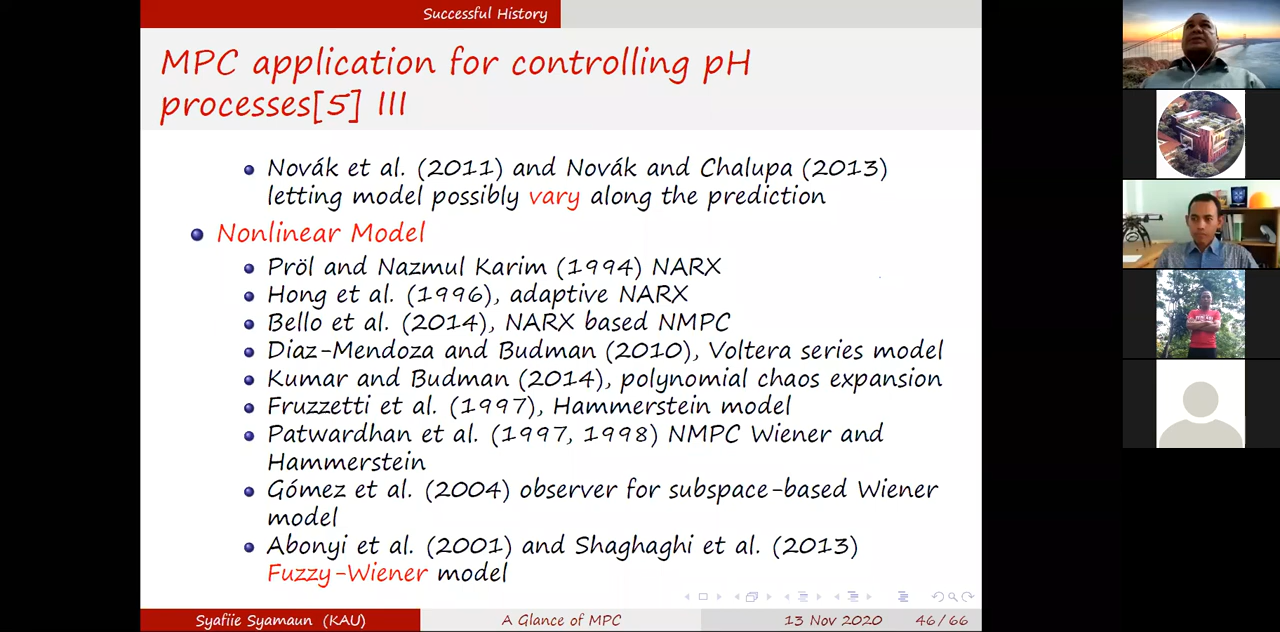 Successful History
MPC application for controlling pH
processes[5] III
Novák et al. (2011) and Novák and Chalupa (2013)
letting model possibly vary along the prediction
Nonlinear Model
Pröl and Nazmul Karim (1994) NARX
Hong et al. (1996), adaptive NARX
Bello et al. (2014), NARX based NMPC
Diaz-Mendoza and Budman (2010), Voltera series model
Kumar and Budman (2014), polynomial chaos expansion
Fruzzetti et al. (1997), Hammerstein model
Patwardhan et al. (1997, 1998) NMPC Wiener and
Hammerstein
Gómez et al. (2004) observer for subspace-based Wiener
model
Abonyi et al. (2001) and Shaghaghi et al. (2013)
Fuzzy-Wiener model
Syafiie Syamaun (KAU)
A Glance of MPC
13 Nov 2020
46/66